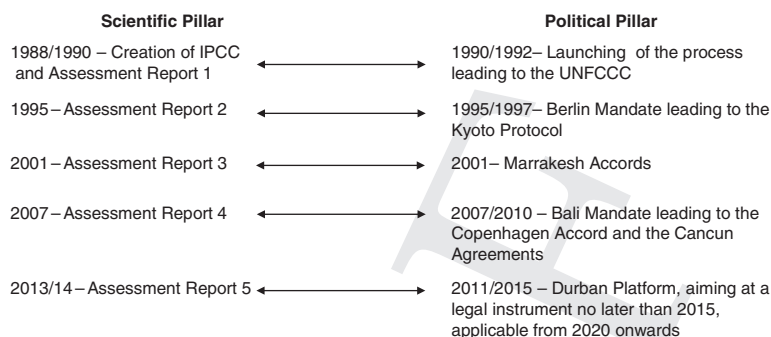 Scientific Pillar
Political Pillar
1988/1990 – Creation of IPCC
and Assessment Report 1
1990/1992– Launching of the process
leading to the UNFCCC
1995 – Assessment Report 2
1995/1997– Berlin Mandate leading to the
Kyoto Protocol
2001 – Assessment Report 3
2001– Marrakesh Accords
2007 – Assessment Report 4
2007/2010 – Bali Mandate leading to the
Copenhagen Accord and the Cancun
Agreements
2013/14 – Assessment Report 5
2011/2015 – Durban Platform, aiming at a
legal instrument no later than 2015,
applicable from 2020 onwards